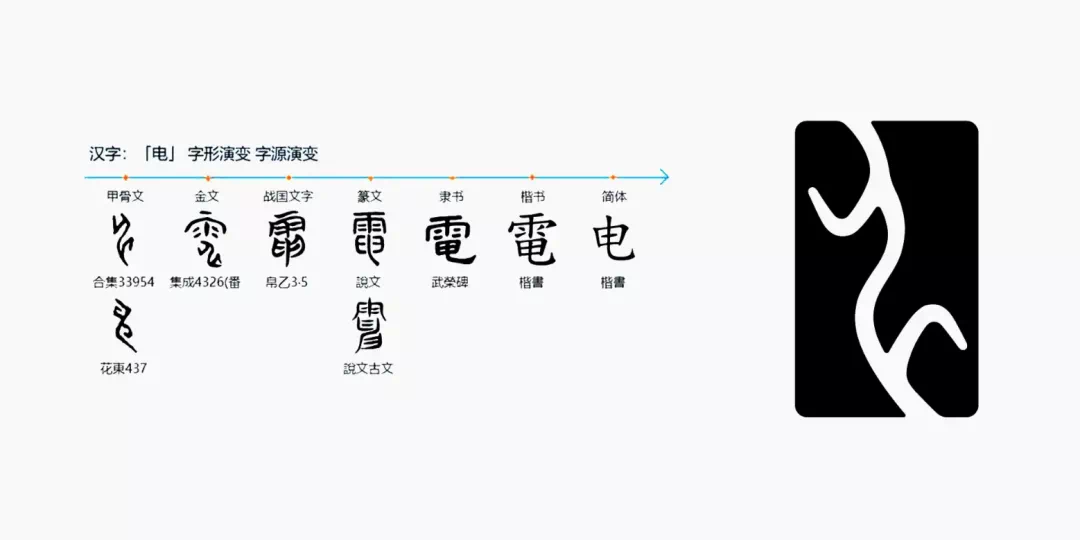 汉字：「电」 字形演变 字源演变
甲骨文 金文 战国文字 篆文 隶书 楷书 简体
電 電 電 电
合集33954 集成4326(番 帛乙3·5 說文 武榮碑 楷書 楷書
花東437 說文古文